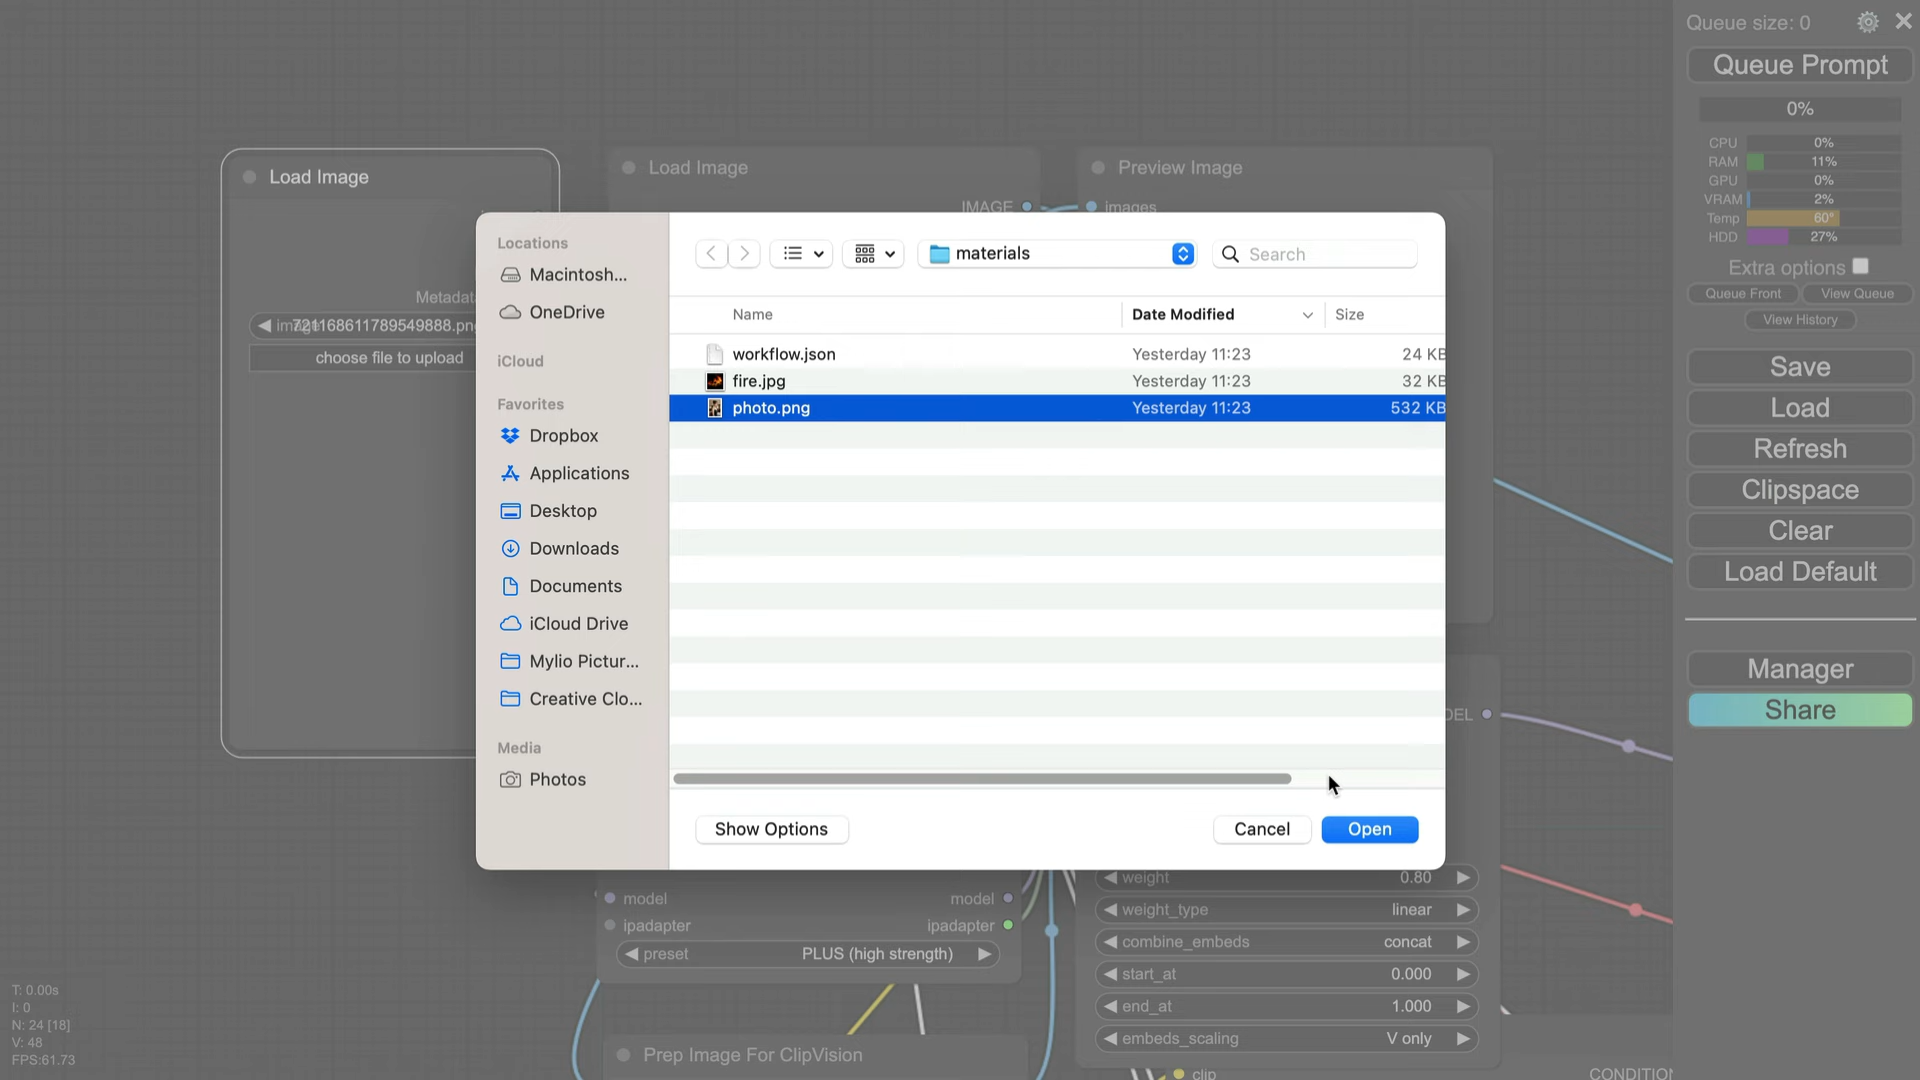 Queue size: 0
Queue Prompt
0%
CPU 0%
RAM 11%
GPU 0%
VRAM 2%
Temp 60°
HDD 27%
Extra options
Queue Front View Queue
View History
Save
Load
Refresh
Clipspace
Clear
Load Default
Manager
Share
Load Image
choose file to upload
Load Image
IMAGE
Preview Image
images
Locations
Macintosh...
OneDrive
iCloud
Favorites
Dropbox
Applications
Desktop
Downloads
Documents
iCloud Drive
Mylio Pictur...
Creative Clo...
Media
Photos
materials
Search
Name Date Modified Size
workflow.json Yesterday 11:23 24 KB
fire.jpg Yesterday 11:23 32 KB
photo.png Yesterday 11:23 532 KB
Show Options
Cancel Open
model model
ipadapter ipadapter
preset PLUS (high strength)
Prep Image For ClipVision
weight 0.80
weight_type linear
combine_embeds concat
start_at 0.000
end_at 1.000
embeds_scaling V only
clip
T: 0.00s
I: 0
N: 24 [18]
V: 48
FPS:61.73